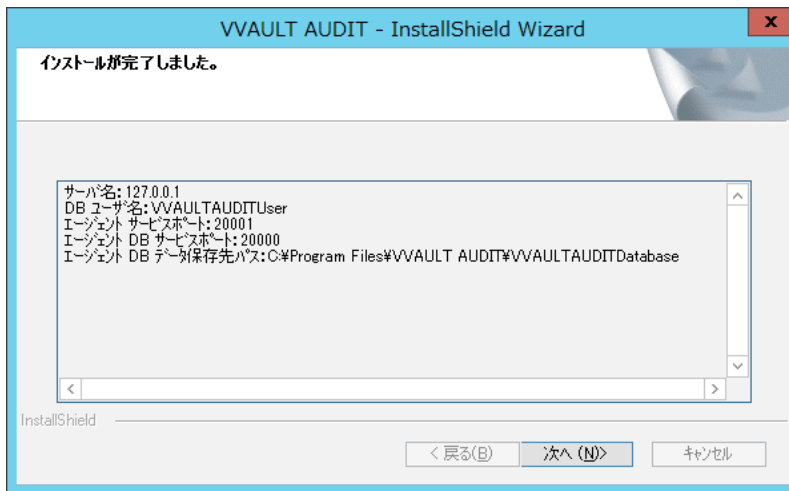 VVAULT AUDIT - InstallShield Wizard
x
インストールが完了しました。
サーバ名: 127.0.0.1
DB ユーザ名: VVAULTAUDITUser
エージェント サービスポート: 20001
エージェント DB サービスポート: 20000
エージェント DB データ保存先パス:C:¥Program Files¥VVAULT AUDIT¥VVAULTAUDITDatabase
InstallShield
< 戻る(B)
次へ (N)>
キャンセル